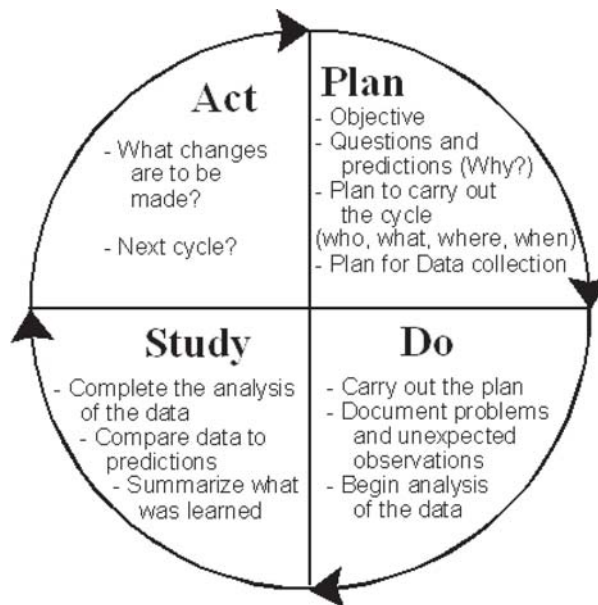 Act
- What changes
are to be
made?
- Next cycle?
Plan
- Objective
- Questions and
predictions (Why?)
- Plan to carry out
the cycle
(who, what, where, when)
- Plan for Data collection
Study
- Complete the analysis
of the data
- Compare data to
predictions
- Summarize what
was learned
Do
- Carry out the plan
- Document problems
and unexpected
observations
- Begin analysis
of the data